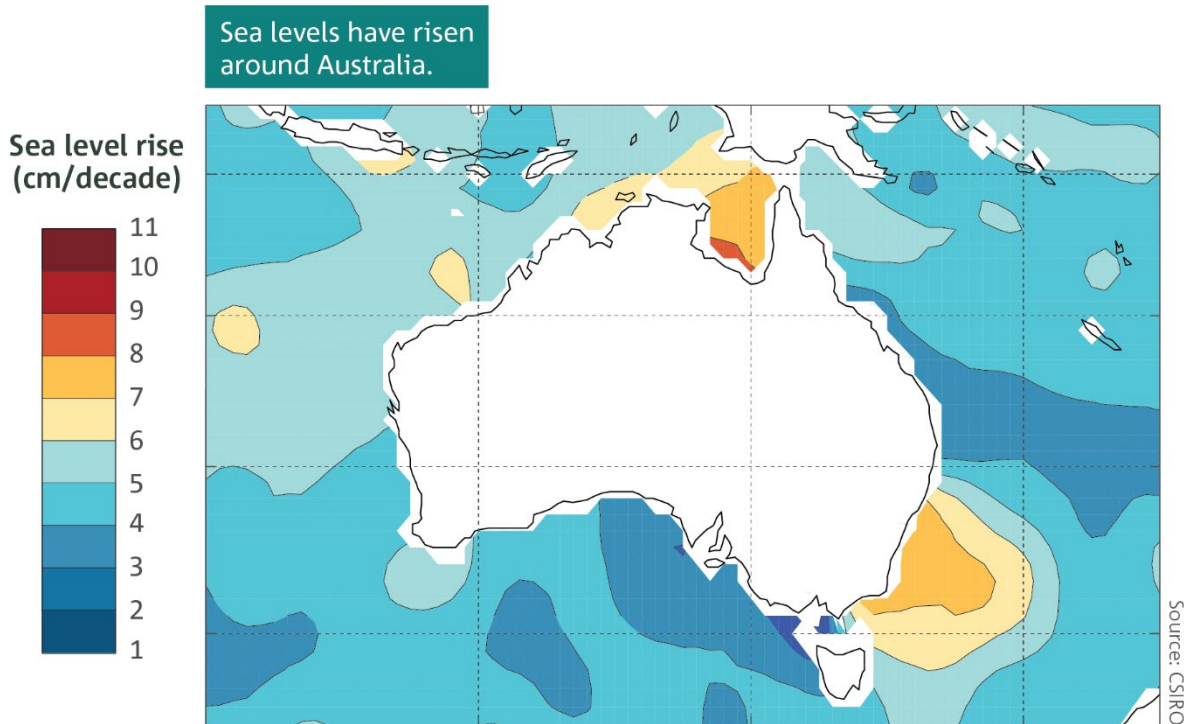 Sea levels have risen
around Australia.
Sea level rise
(cm/decade)
11
10
9
8
7
6
5
4
3
2
1
Source: CSIRO